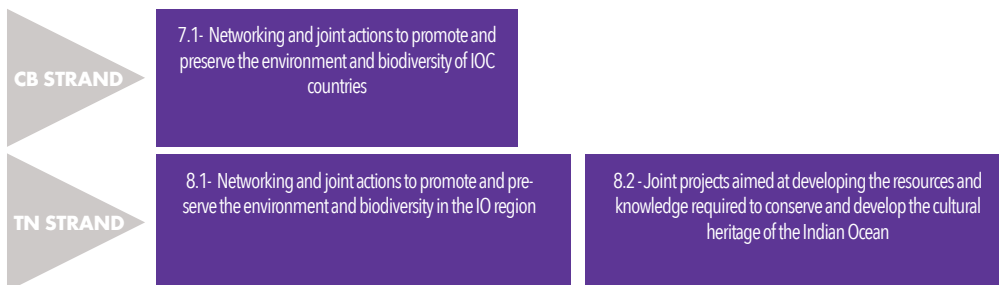 CB STRAND
7.1- Networking and joint actions to promote and
preserve the environment and biodiversity of IOC
countries
TN STRAND
8.1- Networking and joint actions to promote and pre-
serve the environment and biodiversity in the IO region
8.2 - Joint projects aimed at developing the resources and
knowledge required to conserve and develop the cultural
heritage of the Indian Ocean